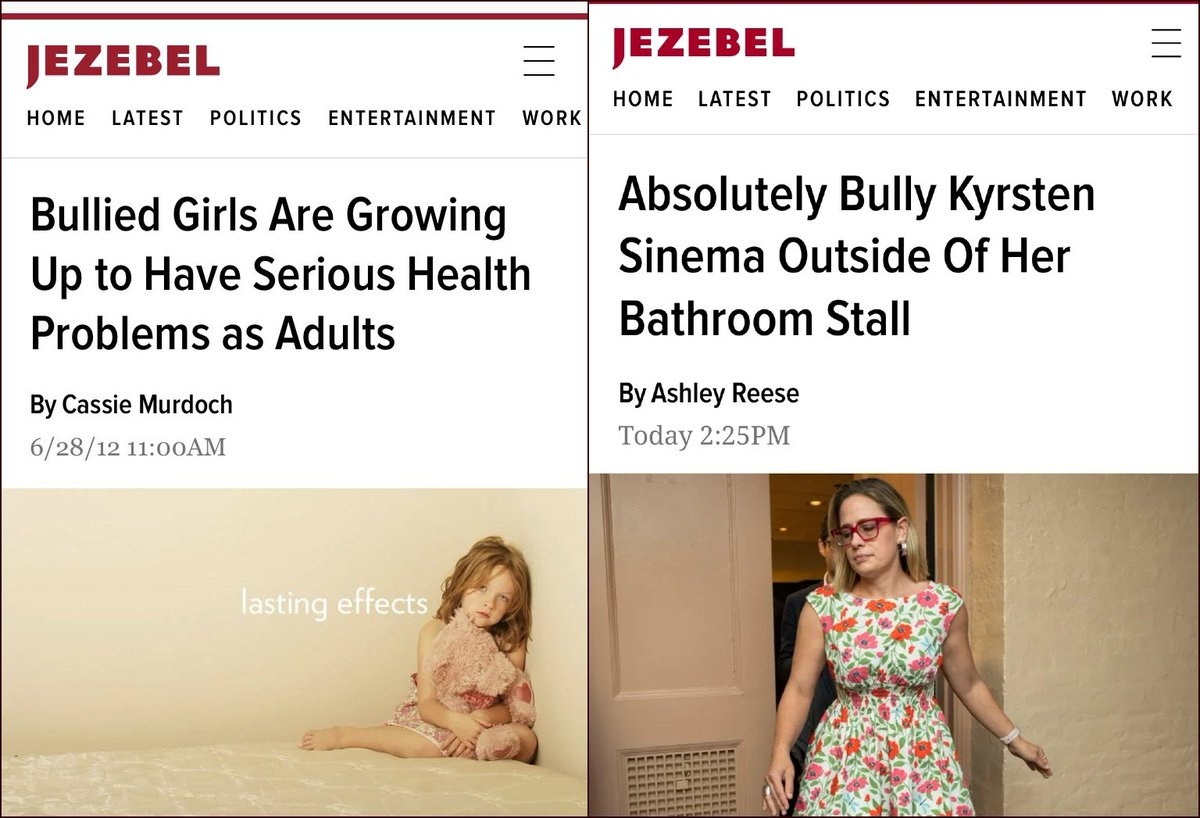 JEZEBEL
HOME LATEST POLITICS ENTERTAINMENT WORK
Bullied Girls Are Growing
Up to Have Serious Health
Problems as Adults
By Cassie Murdoch
6/28/12 11:00AM
lasting effects
JEZEBEL
HOME LATEST POLITICS ENTERTAINMENT WORK
Absolutely Bully Kyrsten
Sinema Outside Of Her
Bathroom Stall
By Ashley Reese
Today 2:25PM